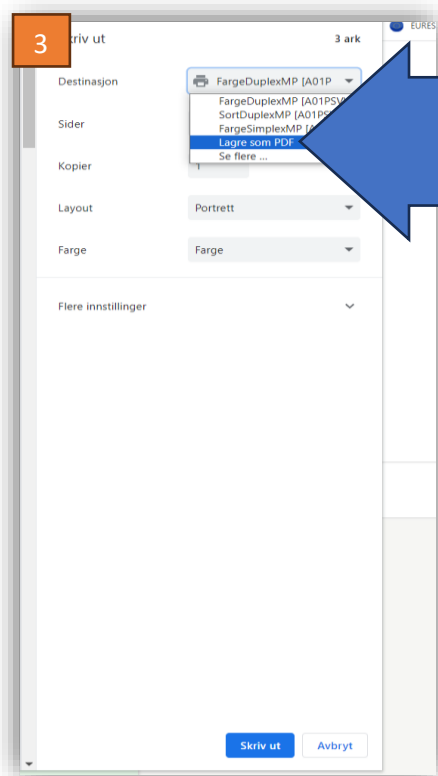 3
kriv ut
3 ark
EURES
Destinasjon
FargeDuplexMP [A01P
FargeDuplexMP [A01PSV
SortDuplexMP [A01PS
FargeSimplexMP [A
Lagre som PDF
Se flere ...
Sider
Kopier
1
Layout
Portrett
Farge
Farge
Flere innstillinger
Skriv ut
Avbryt